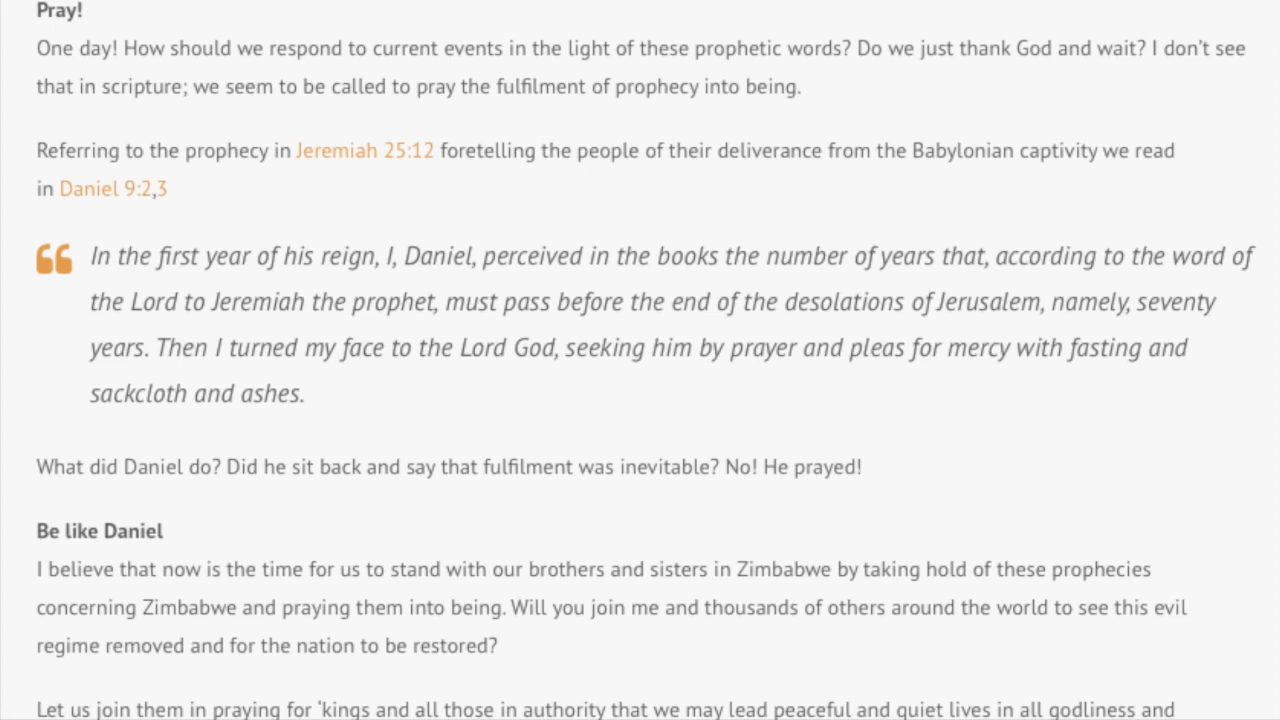 Pray!
One day! How should we respond to current events in the light of these prophetic words? Do we just thank God and wait? I don’t see
that in scripture; we seem to be called to pray the fulfilment of prophecy into being.
Referring to the prophecy in Jeremiah 25:12 foretelling the people of their deliverance from the Babylonian captivity we read
in Daniel 9:2,3
In the first year of his reign, I, Daniel, perceived in the books the number of years that, according to the word of
the Lord to Jeremiah the prophet, must pass before the end of the desolations of Jerusalem, namely, seventy
years. Then I turned my face to the Lord God, seeking him by prayer and pleas for mercy with fasting and
sackcloth and ashes.
What did Daniel do? Did he sit back and say that fulfilment was inevitable? No! He prayed!
Be like Daniel
I believe that now is the time for us to stand with our brothers and sisters in Zimbabwe by taking hold of these prophecies
concerning Zimbabwe and praying them into being. Will you join me and thousands of others around the world to see this evil
regime removed and for the nation to be restored?
Let us join them in praying for ‘kings and all those in authority that we may lead peaceful and quiet lives in all godliness and